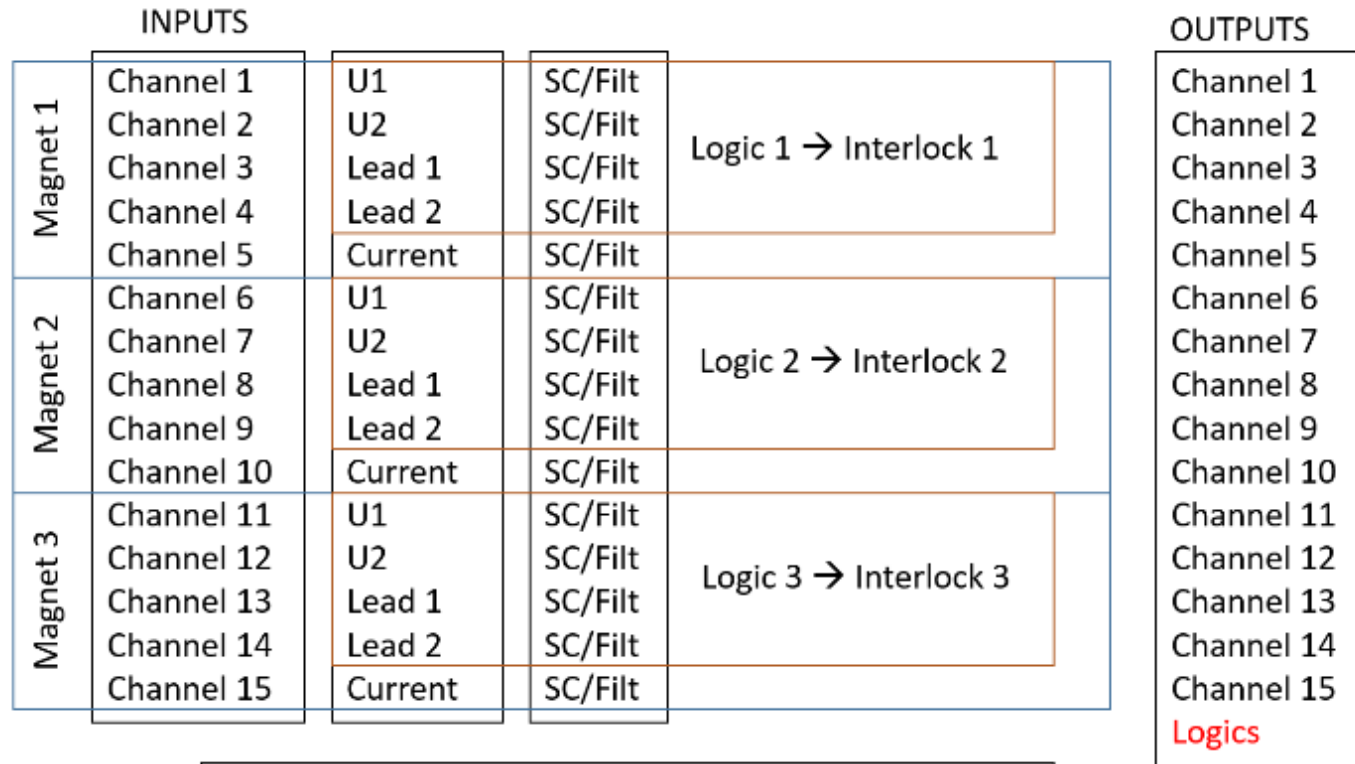 INPUTS
OUTPUTS
Magnet 1
Channel 1 U1 SC/Filt Channel 1
Channel 2 U2 SC/Filt Channel 2
Logic 1 → Interlock 1
Channel 3 Lead 1 SC/Filt Channel 3
Channel 4 Lead 2 SC/Filt Channel 4
Channel 5 Current SC/Filt Channel 5
Magnet 2
Channel 6 U1 SC/Filt Channel 6
Channel 7 U2 SC/Filt Channel 7
Logic 2 → Interlock 2
Channel 8 Lead 1 SC/Filt Channel 8
Channel 9 Lead 2 SC/Filt Channel 9
Channel 10 Current SC/Filt Channel 10
Magnet 3
Channel 11 U1 SC/Filt Channel 11
Channel 12 U2 SC/Filt Channel 12
Logic 3 → Interlock 3
Channel 13 Lead 1 SC/Filt Channel 13
Channel 14 Lead 2 SC/Filt Channel 14
Channel 15 Current SC/Filt Channel 15
Logics